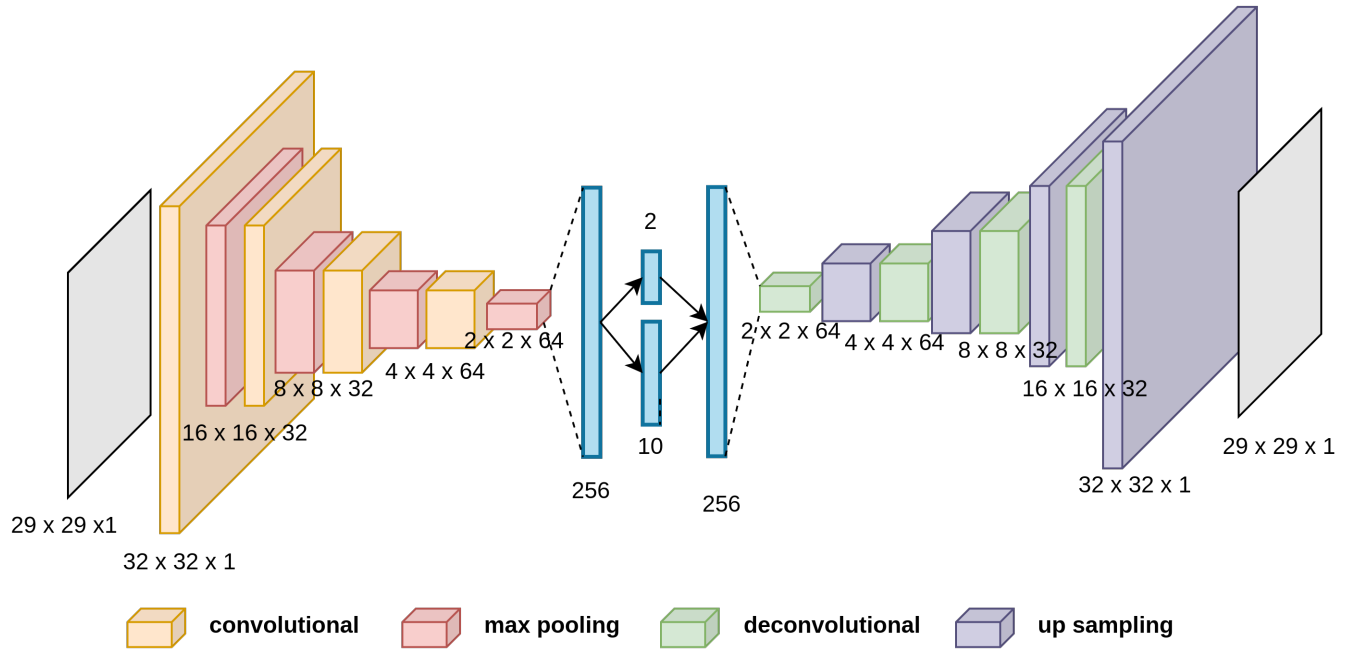 2
2 x 2 x 64
2 x 2 x 64
4 x 4 x 64
8 x 8 x 32
4 x 4 x 64
8 x 8 x 32
16 x 16 x 32
16 x 16 x 32
10
29 x 29 x 1
32 x 32 x 1
256
256
29 x 29 x1
32 x 32 x 1
convolutional
max pooling
deconvolutional
up sampling